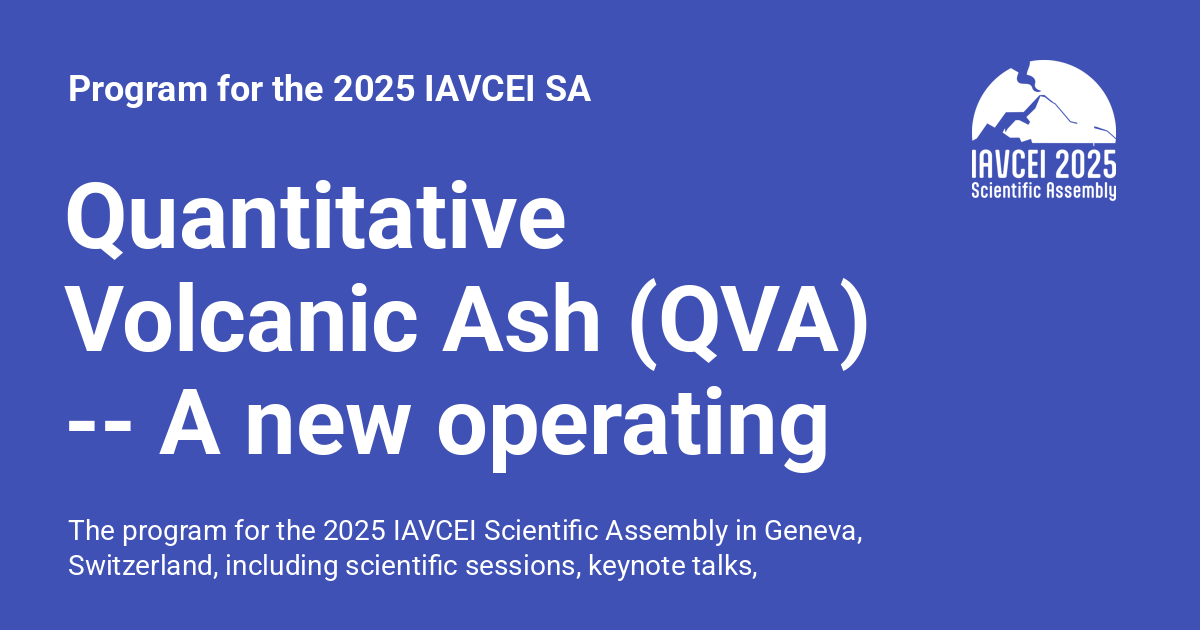 Program for the 2025 IAVCEI SA
IAVCEI 2025
Scientific Assembly
Quantitative
Volcanic Ash (QVA)
-- A new operating
The program for the 2025 IAVCEI Scientific Assembly in Geneva,
Switzerland, including scientific sessions, keynote talks,